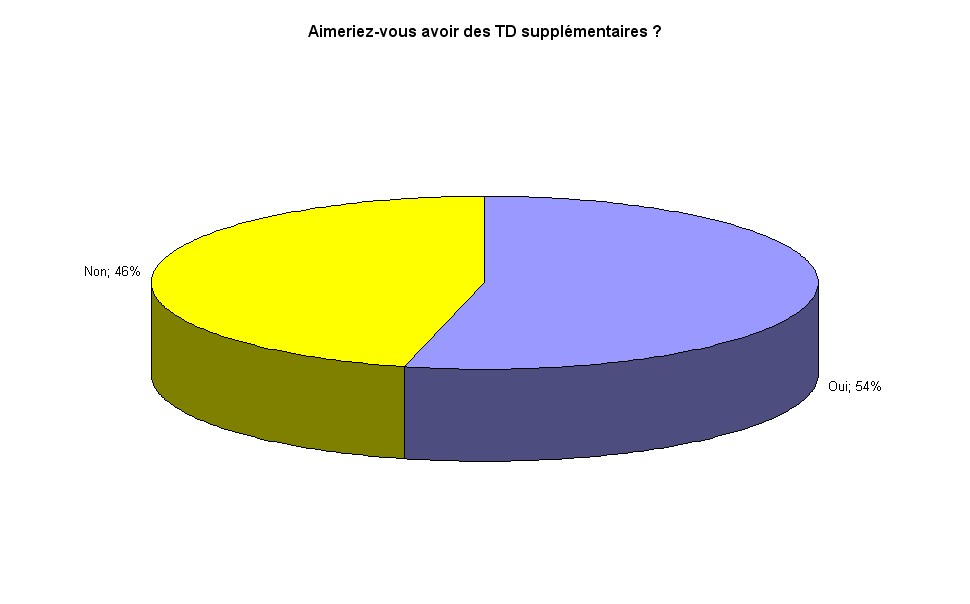 Aimeriez-vous avoir des TD supplémentaires ?
Non; 46%
Oui; 54%